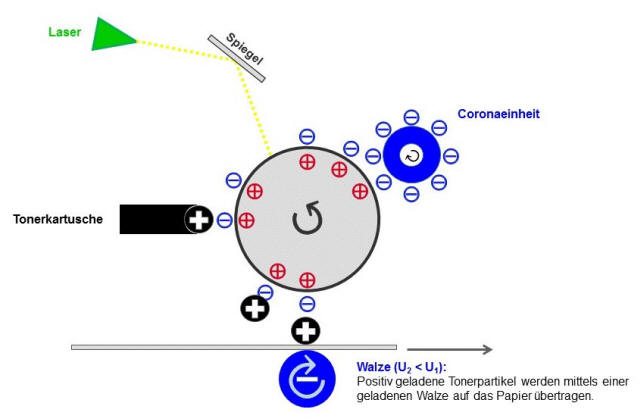 Laser
Spiegel
Coronaeinheit
Tonerkartusche
Walze (U₂ < U₁):
Positiv geladene Tonerpartikel werden mittels einer
geladenen Walze auf das Papier übertragen.